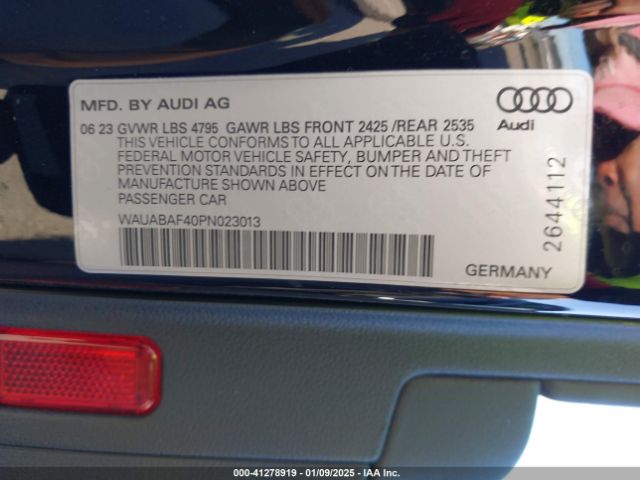 MFD. BY AUDI AG
06 23 GVWR LBS 4795 GAWR LBS FRONT 2425 /REAR 2535
THIS VEHICLE CONFORMS TO ALL APPLICABLE U.S.
FEDERAL MOTOR VEHICLE SAFETY, BUMPER AND THEFT
PREVENTION STANDARDS IN EFFECT ON THE DATE OF
MANUFACTURE SHOWN ABOVE
PASSENGER CAR
WAUABAF40PN023013
GERMANY
Audi
2644112
000-41278919 - 01/09/2025 - IAA Inc.